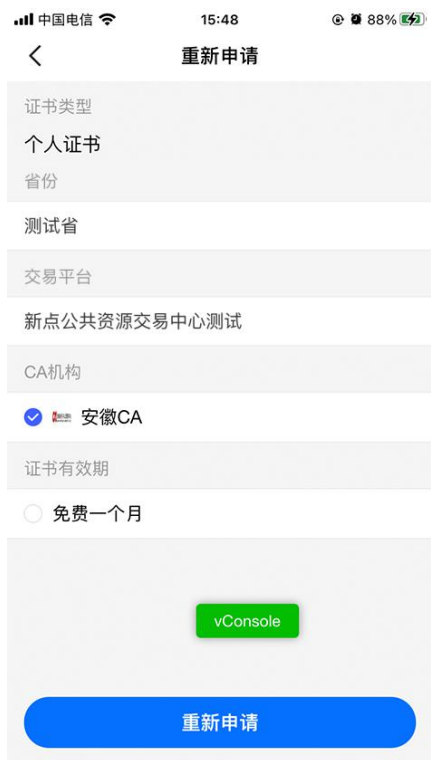 中国电信 15:48 88%
重新申请
证书类型
个人证书
省份
测试省
交易平台
新点公共资源交易中心测试
CA机构
安徽CA
证书有效期
免费一个月
vConsole
重新申请